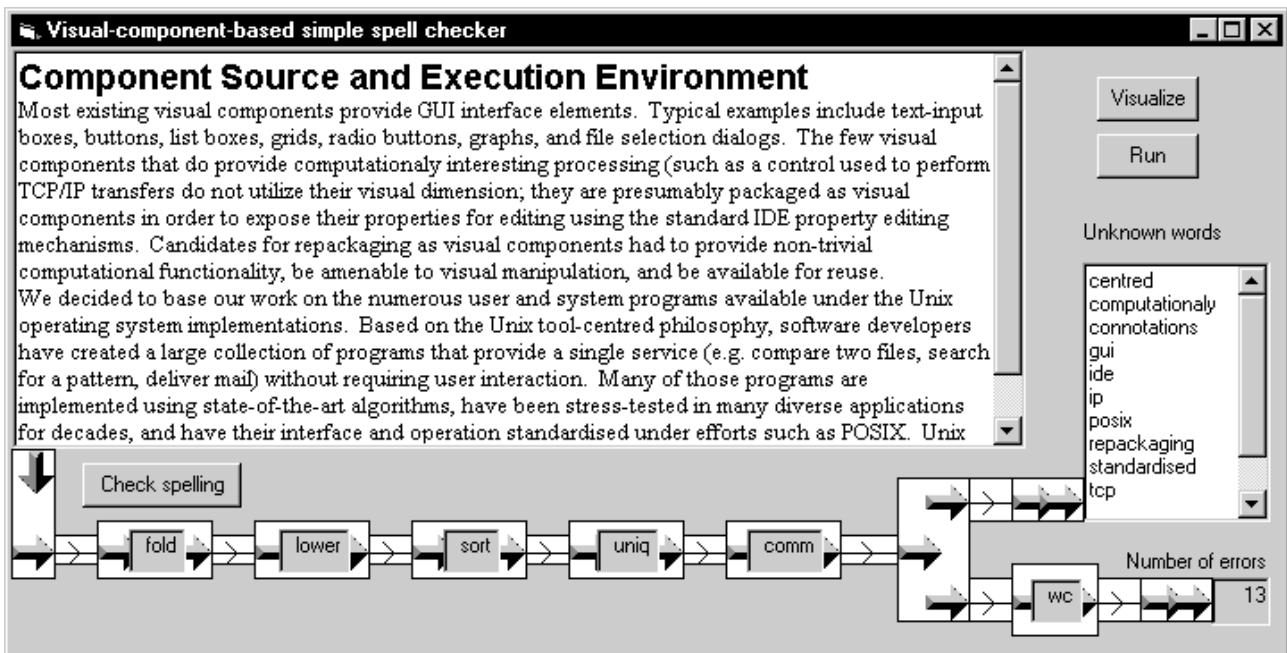 Visual-component-based simple spell checker
Component Source and Execution Environment
Most existing visual components provide GUI interface elements. Typical examples include text-input
boxes, buttons, list boxes, grids, radio buttons, graphs, and file selection dialogs. The few visual
components that do provide computationaly interesting processing (such as a control used to perform
TCP/IP transfers do not utilize their visual dimension; they are presumably packaged as visual
components in order to expose their properties for editing using the standard IDE property editing
mechanisms. Candidates for repackaging as visual components had to provide non-trivial
computational functionality, be amenable to visual manipulation, and be available for reuse.
We decided to base our work on the numerous user and system programs available under the Unix
operating system implementations. Based on the Unix tool-centred philosophy, software developers
have created a large collection of programs that provide a single service (e.g. compare two files, search
for a pattern, deliver mail) without requiring user interaction. Many of those programs are
implemented using state-of-the-art algorithms, have been stress-tested in many diverse applications
for decades, and have their interface and operation standardised under efforts such as POSIX. Unix
Visualize
Run
Unknown words
centred
computationaly
connotations
gui
ide
ip
posix
repackaging
standardised
tcp
Check spelling
fold
lower
sort
uniq
comm
Number of errors
wc
13